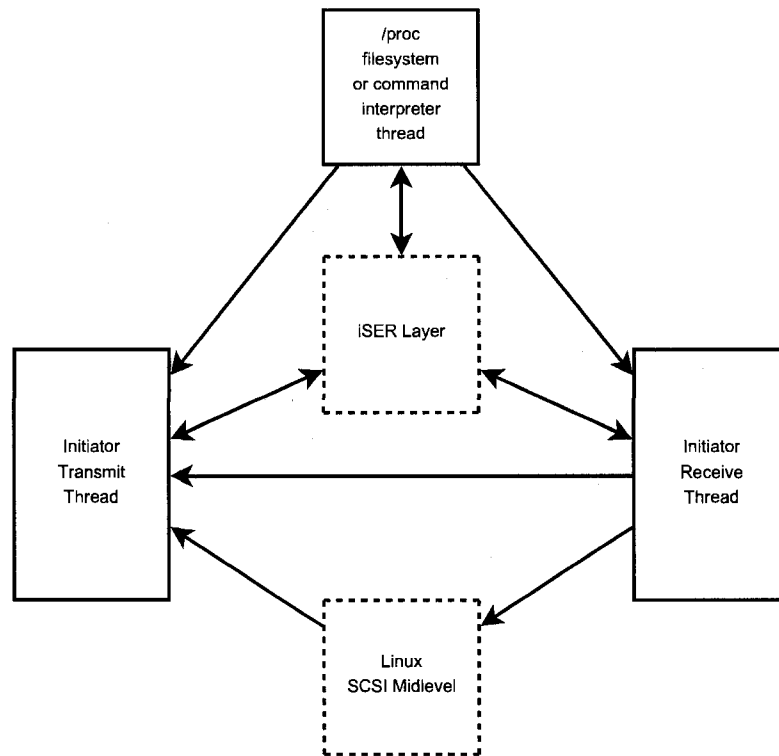 /proc
filesystem
or command
interpreter
thread
iSER Layer
Initiator
Transmit
Thread
Initiator
Receive
Thread
Linux
SCSI Midlevel